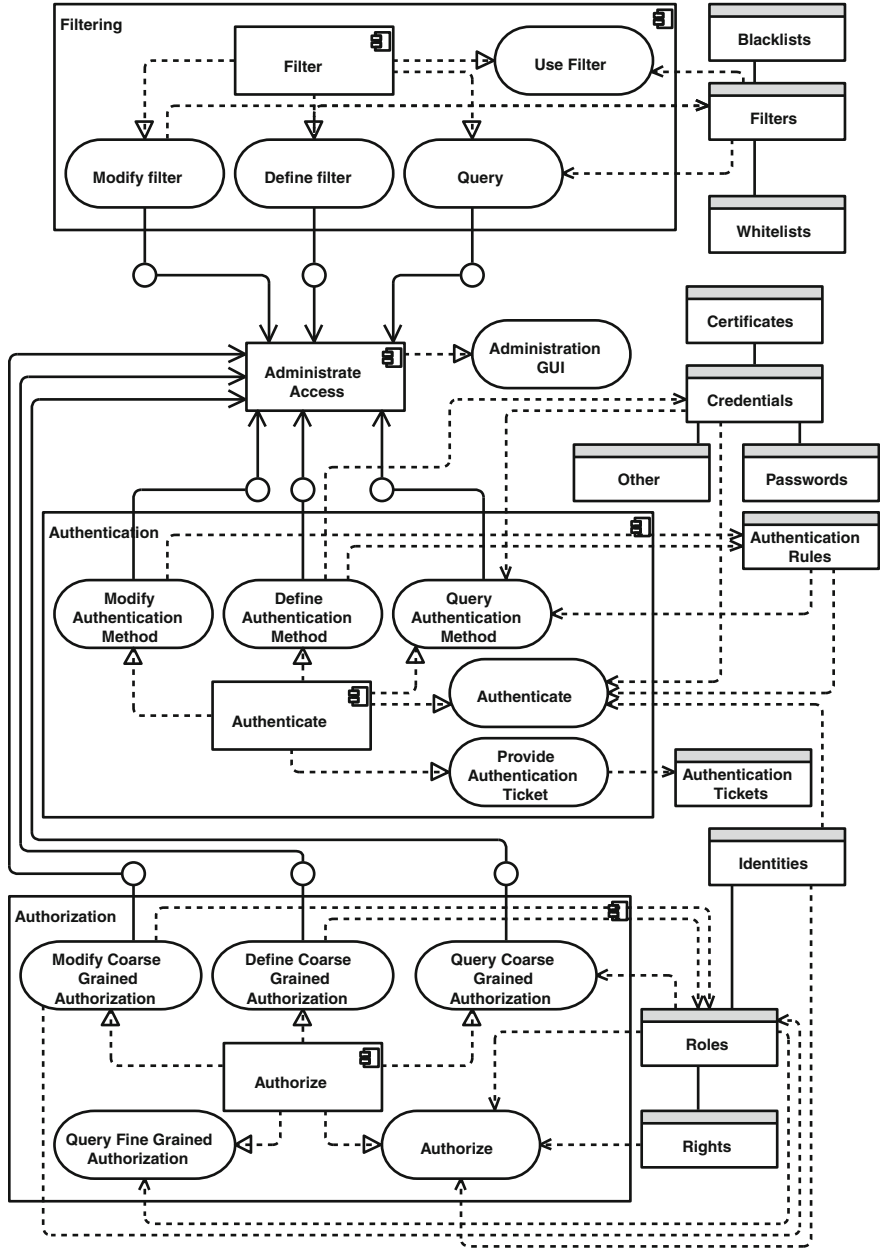 Filtering
Filter
Use Filter
Blacklists
Filters
Modify filter
Define filter
Query
Whitelists
Administrate
Access
Administration
GUI
Certificates
Credentials
Other
Passwords
Authentication
Authentication
Rules
Modify
Authentication
Method
Define
Authentication
Method
Query
Authentication
Method
Authenticate
Authenticate
Provide
Authentication
Ticket
Authentication
Tickets
Identities
Authorization
Modify Coarse
Grained
Authorization
Define Coarse
Grained
Authorization
Query Coarse
Grained
Authorization
Roles
Authorize
Query Fine Grained
Authorization
Authorize
Rights